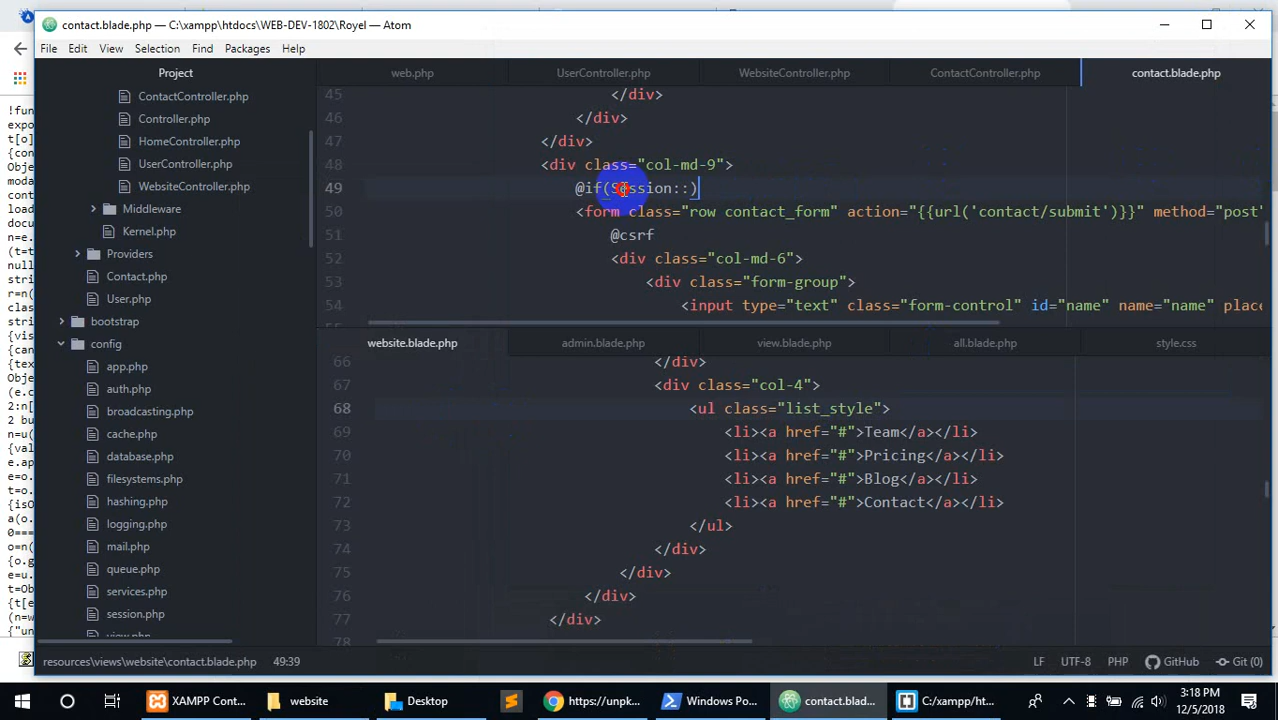 contact.blade.php — C:\xampp\htdocs\WEB-DEV-1802\Royel — Atom
File Edit View Selection Find Packages Help
Project
ContactController.php
Controller.php
HomeController.php
UserController.php
WebsiteController.php
Middleware
Kernel.php
Providers
Contact.php
User.php
bootstrap
config
app.php
auth.php
broadcasting.php
cache.php
database.php
filesystems.php
hashing.php
logging.php
mail.php
queue.php
services.php
session.php
web.php UserController.php WebsiteController.php ContactController.php contact.blade.php
45 </div>
46 </div>
47 </div>
48 <div class="col-md-9">
49 @if(Session::)
50 <form class="row contact_form" action="{{url('contact/submit')}}" method="post"
51 @csrf
52 <div class="col-md-6">
53 <div class="form-group">
54 <input type="text" class="form-control" id="name" name="name" place
website.blade.php admin.blade.php view.blade.php all.blade.php style.css
66 </div>
67 <div class="col-4">
68 <ul class="list_style">
69 <li><a href="#">Team</a></li>
70 <li><a href="#">Pricing</a></li>
71 <li><a href="#">Blog</a></li>
72 <li><a href="#">Contact</a></li>
73 </ul>
74 </div>
75 </div>
76 </div>
77 </div>
78
resources\views\website\contact.blade.php 49:39 LF UTF-8 PHP GitHub Git (0)
XAMPP Cont... website Desktop https://unpk... Windows Po... contact.blade... C:/xampp/ht... 3:18 PM
12/5/2018